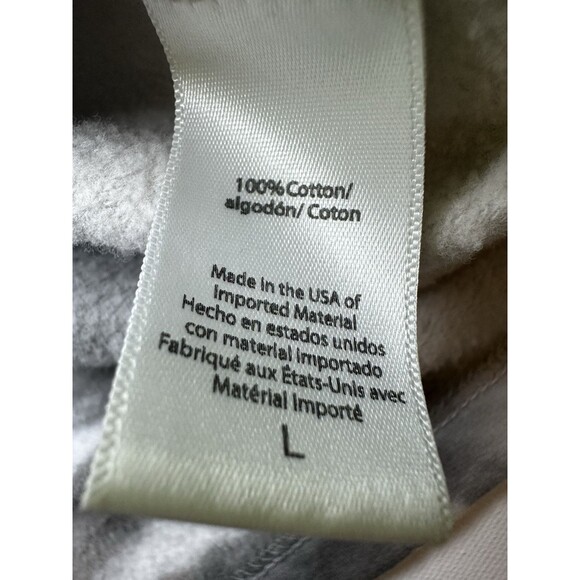 100%Cotton/
algodón/ Coton
Made in the USA of
Imported Material
Hecho en estados unidos
con material importado
Fabriqué aux États-Unis avec
Matérial Importé
L